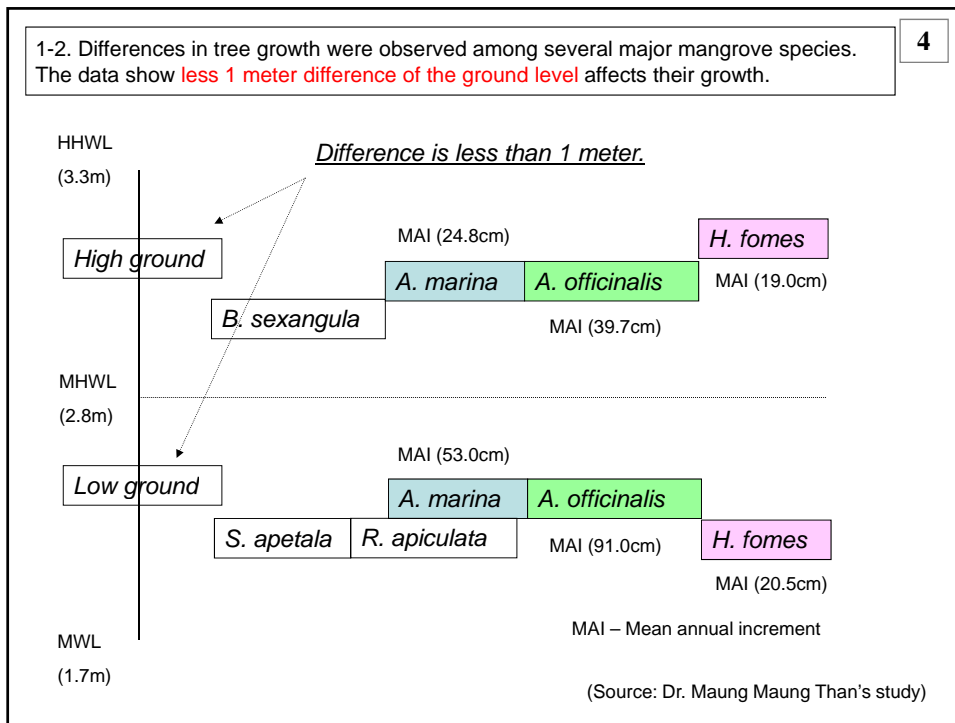 4
1-2. Differences in tree growth were observed among several major mangrove species.
The data show less 1 meter difference of the ground level affects their growth.
HHWL
(3.3m)
Difference is less than 1 meter.
High ground
MAI (24.8cm)
H. fomes
A. marina
A. officinalis
MAI (19.0cm)
B. sexangula
MAI (39.7cm)
MHWL
(2.8m)
MAI (53.0cm)
Low ground
A. marina
A. officinalis
S. apetala
R. apiculata
MAI (91.0cm)
H. fomes
MAI (20.5cm)
MAI – Mean annual increment
MWL
(1.7m)
(Source: Dr. Maung Maung Than’s study)